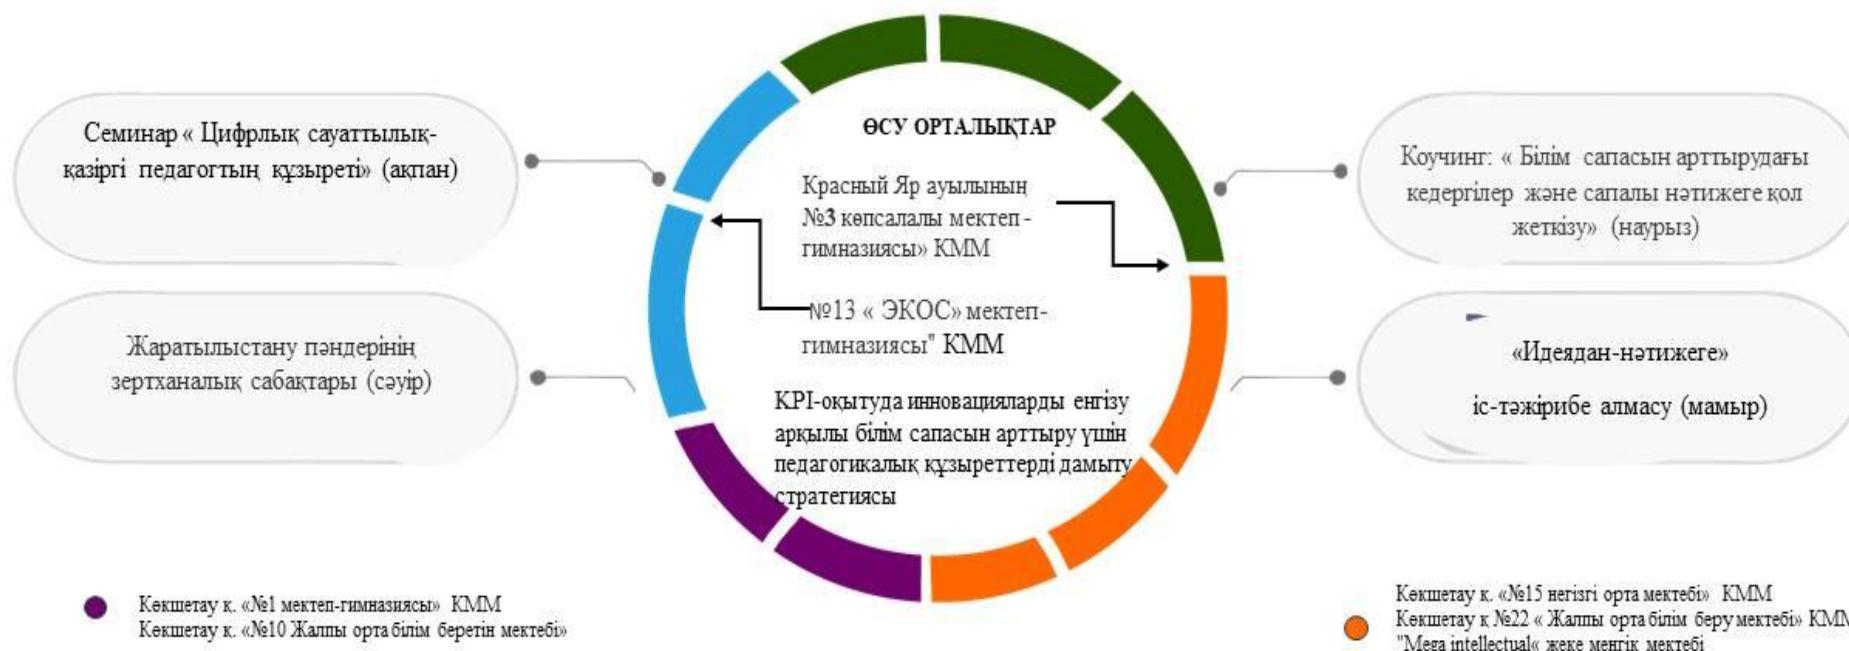 Семинар « Цифрлық сауаттылық-
қазіргі педагогтың құзыреті» (ақпан)
Жаратылыстану пәндерінің
зертханалық сабақтары (сәуір)
ӨСУ ОРТАЛЫҚТАР
Красный Яр ауылының
№3 көпсалалы мектеп -
гимназиясы» КММ
№13 « ЭКОС» мектеп-
гимназиясы" КММ
KPI-оқытуда инновацияларды енгізу
арқылы білім сапасын арттыру үшін
педагогикалық құзыреттерді дамыту
стратегиясы
Коучинг: « Білім сапасын арттырудағы
кедергілер және сапалы нәтижеге қол
жеткізу» (наурыз)
«Идеядан-нәтижеге»
іс-тәжірибе алмасу (мамыр)
Көкшетау қ. «№1 мектеп-гимназиясы» КММ
Көкшетау қ. «№10 Жалпы орта білім беретін мектебі»
Көкшетау қ. «№15 негізгі орта мектебі» КММ
Көкшетау қ №22 « Жалпы орта білім беру мектебі» КММ
"Mega intellectual« жеке меншік мектебі